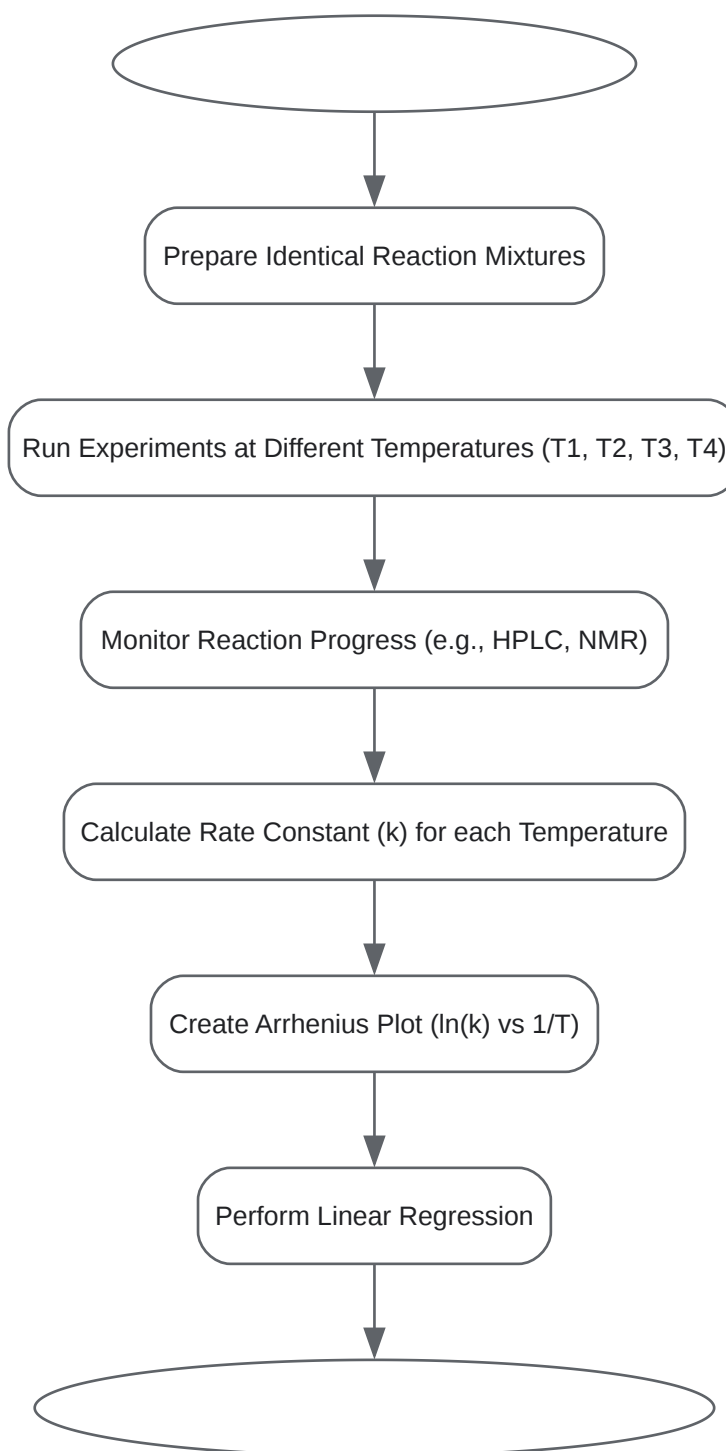 Prepare Identical Reaction Mixtures
Run Experiments at Different Temperatures (T1, T2, T3, T4)
Monitor Reaction Progress (e.g., HPLC, NMR)
Calculate Rate Constant (k) for each Temperature
Create Arrhenius Plot (ln(k) vs 1/T)
Perform Linear Regression